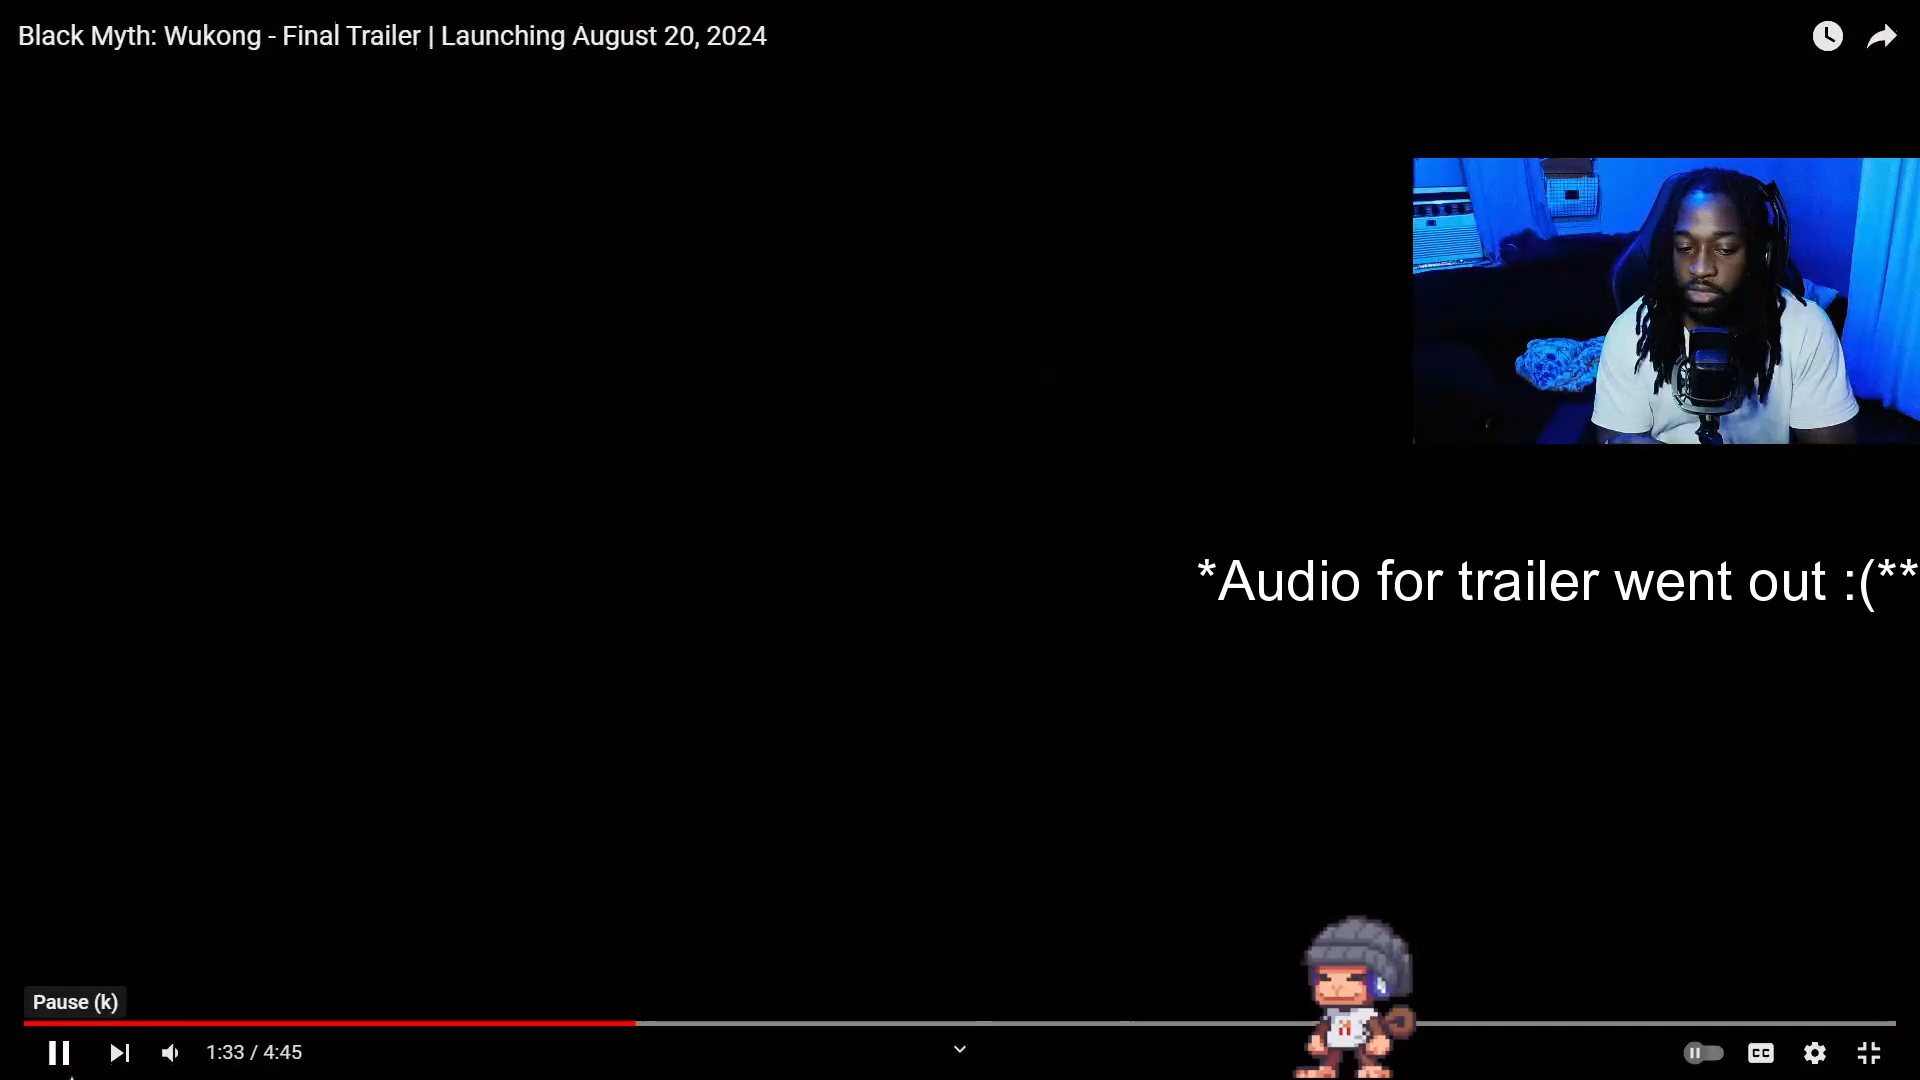 Black Myth: Wukong - Final Trailer | Launching August 20, 2024
*Audio for trailer went out :(**
Pause (k)
1:33 / 4:45
CC